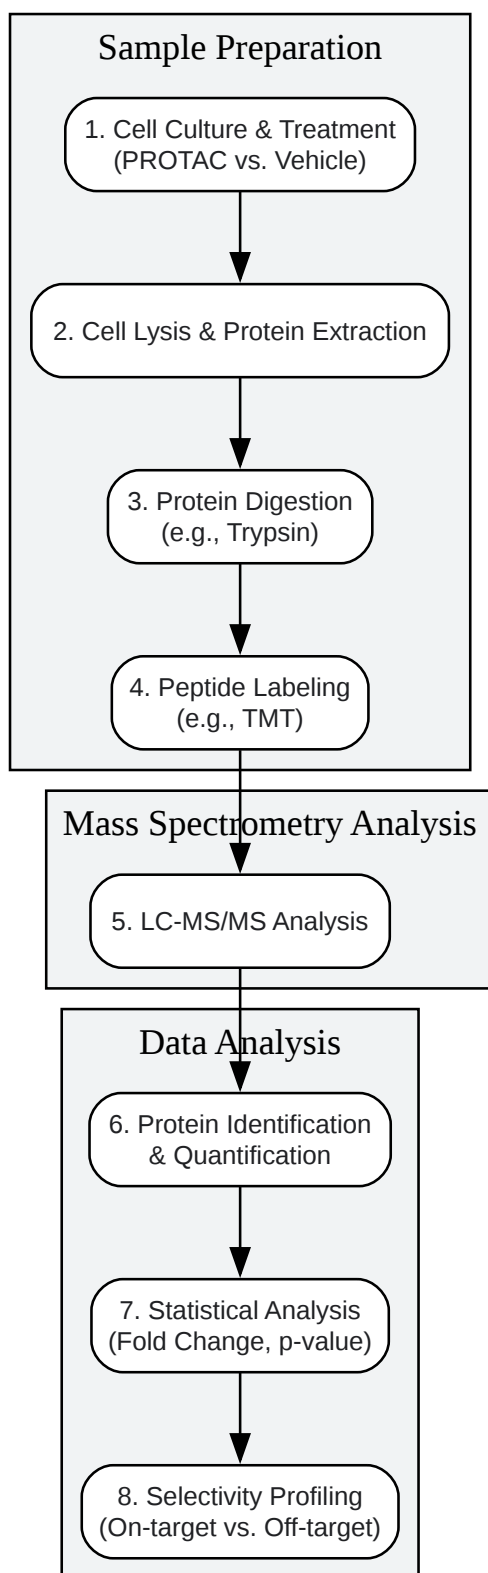 Sample Preparation
1. Cell Culture & Treatment
(PROTAC vs. Vehicle)
2. Cell Lysis & Protein Extraction
3. Protein Digestion
(e.g., Trypsin)
4. Peptide Labeling
(e.g., TMT)
Mass Spectrometry Analysis
5. LC-MS/MS Analysis
Data Analysis
6. Protein Identification
& Quantification
7. Statistical Analysis
(Fold Change, p-value)
8. Selectivity Profiling
(On-target vs. Off-target)